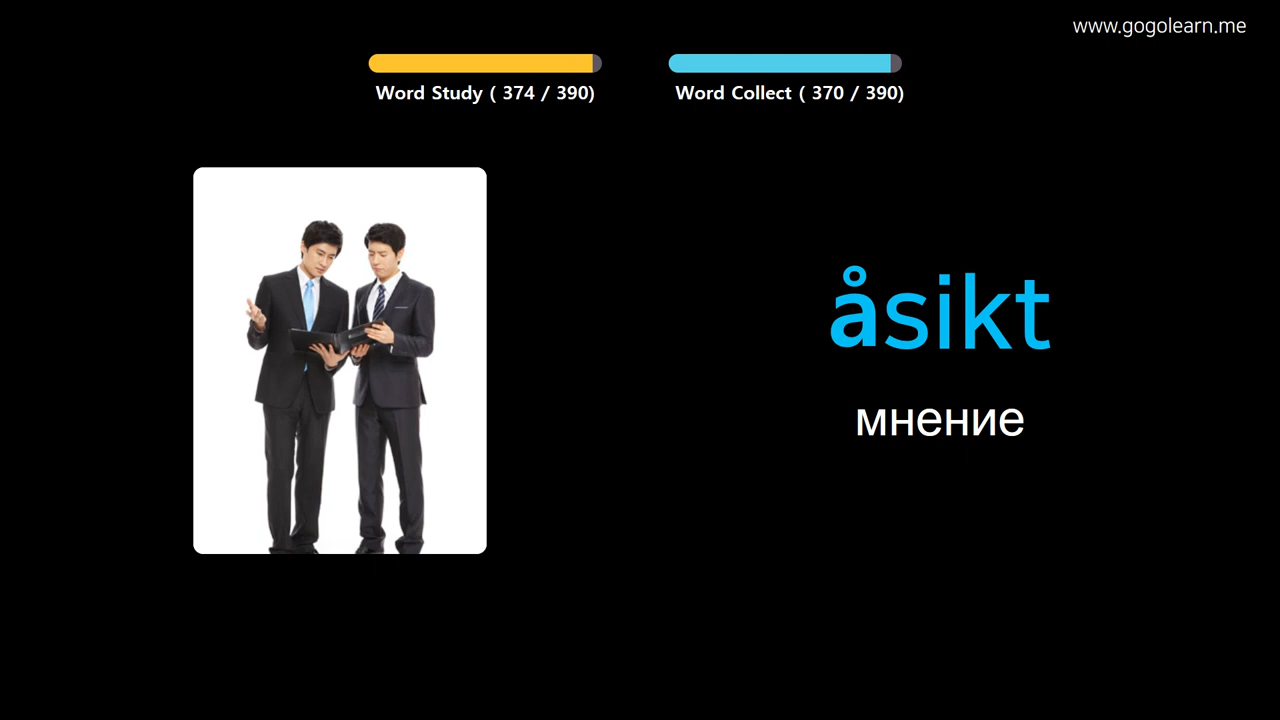 www.gogolearn.me
Word Study ( 374 / 390)
Word Collect ( 370 / 390)
åsikt
мнение